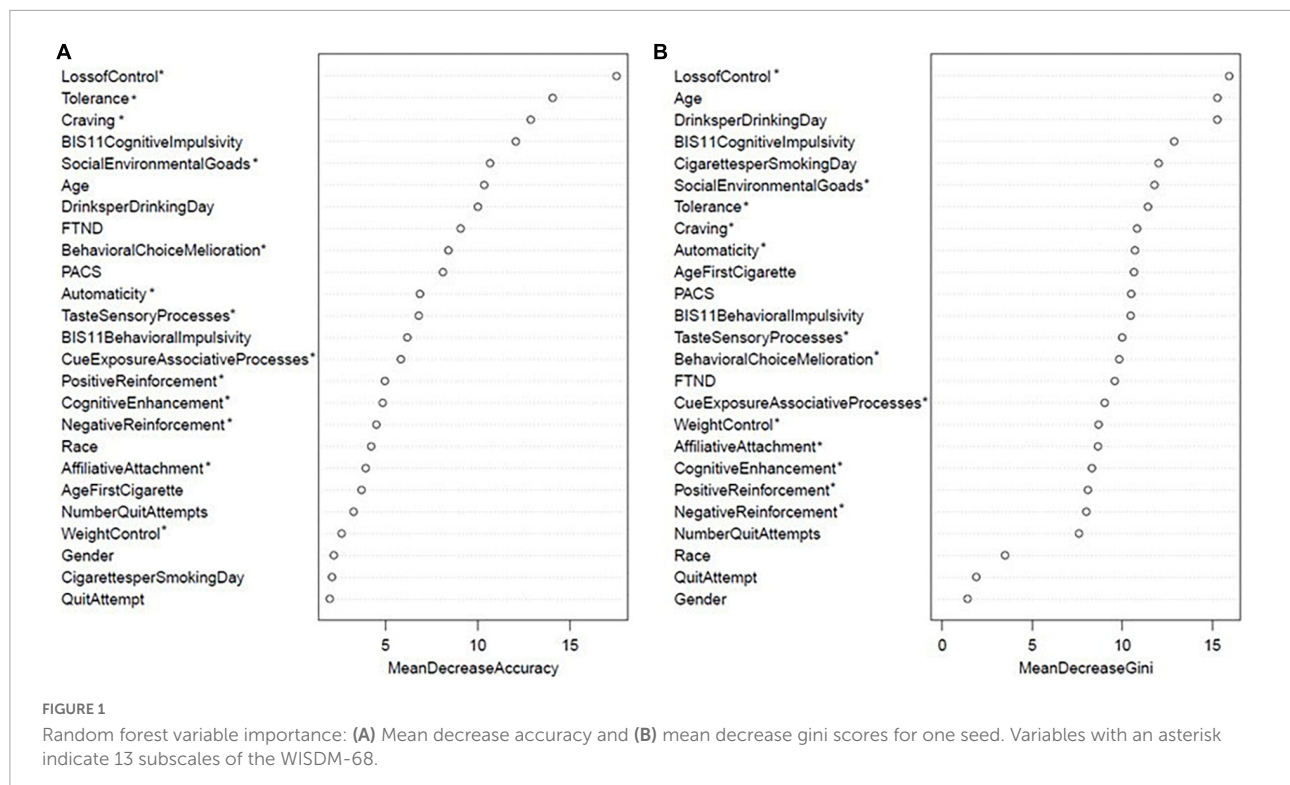 A
LossofControl*
Tolerance*
Craving*
BIS11CognitiveImpulsivity
SocialEnvironmentalGoads*
Age
DrinksperDrinkingDay
FTND
BehavioralChoiceMelioration*
PACS
Automaticity*
TasteSensoryProcesses*
BIS11BehavioralImpulsivity
CueExposureAssociativeProcesses*
PositiveReinforcement*
CognitiveEnhancement*
NegativeReinforcement*
Race
AffiliativeAttachment*
AgeFirstCigarette
NumberQuitAttempts
WeightControl*
Gender
CigarettesperSmokingDay
QuitAttempt
5 10 15
MeanDecreaseAccuracy
B
LossofControl*
Age
DrinksperDrinkingDay
BIS11CognitiveImpulsivity
CigarettesperSmokingDay
SocialEnvironmentalGoads*
Tolerance*
Craving*
Automaticity*
AgeFirstCigarette
PACS
BIS11BehavioralImpulsivity
TasteSensoryProcesses*
BehavioralChoiceMelioration*
FTND
CueExposureAssociativeProcesses*
WeightControl*
AffiliativeAttachment*
CognitiveEnhancement*
PositiveReinforcement*
NegativeReinforcement*
NumberQuitAttempts
Race
QuitAttempt
Gender
0 5 10 15
MeanDecreaseGini
FIGURE 1
Random forest variable importance: (A) Mean decrease accuracy and (B) mean decrease gini scores for one seed. Variables with an asterisk
indicate 13 subscales of the WISDM-68.